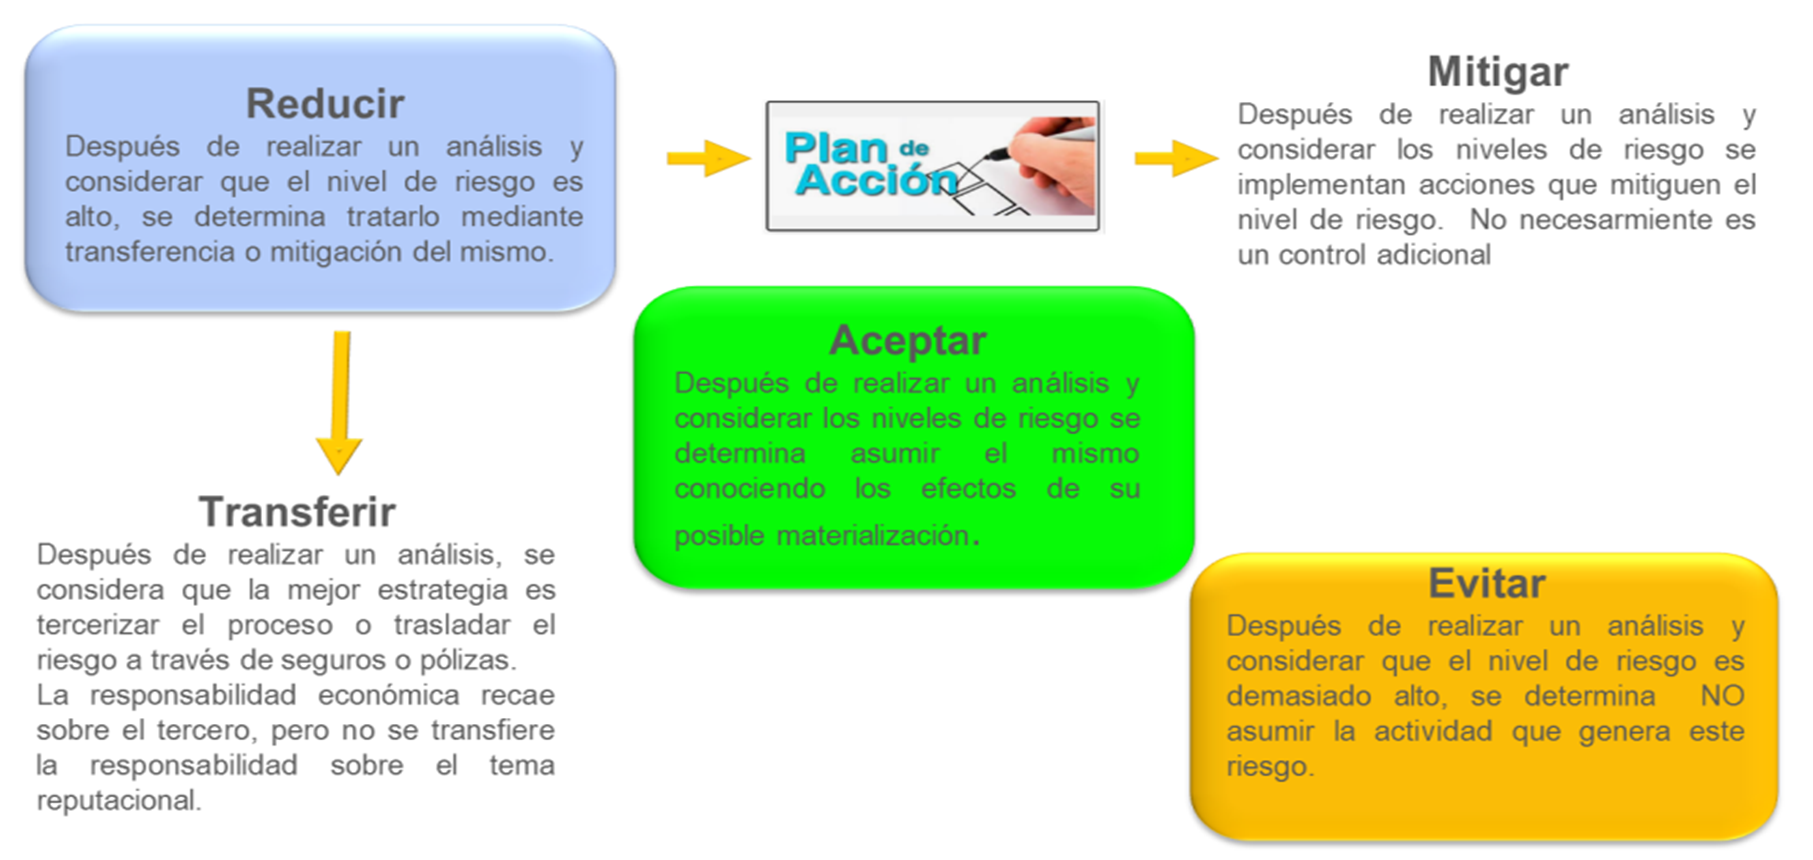 Reducir
Después de realizar un análisis y
considerar que el nivel de riesgo es
alto, se determina tratarlo mediante
transferencia o mitigación del mismo.
Plan de
Acción
Mitigar
Después de realizar un análisis y
considerar los niveles de riesgo se
implementan acciones que mitiguen el
nivel de riesgo. No necesarmiente es
un control adicional
Aceptar
Después de realizar un análisis y
considerar los niveles de riesgo se
determina asumir el mismo
conociendo los efectos de su
posible materialización.
Transferir
Después de realizar un análisis, se
considera que la mejor estrategia es
tercerizar el proceso o trasladar el
riesgo a través de seguros o pólizas.
La responsabilidad económica recae
sobre el tercero, pero no se transfiere
la responsabilidad sobre el tema
reputacional.
Evitar
Después de realizar un análisis y
considerar que el nivel de riesgo es
demasiado alto, se determina NO
asumir la actividad que genera este
riesgo.